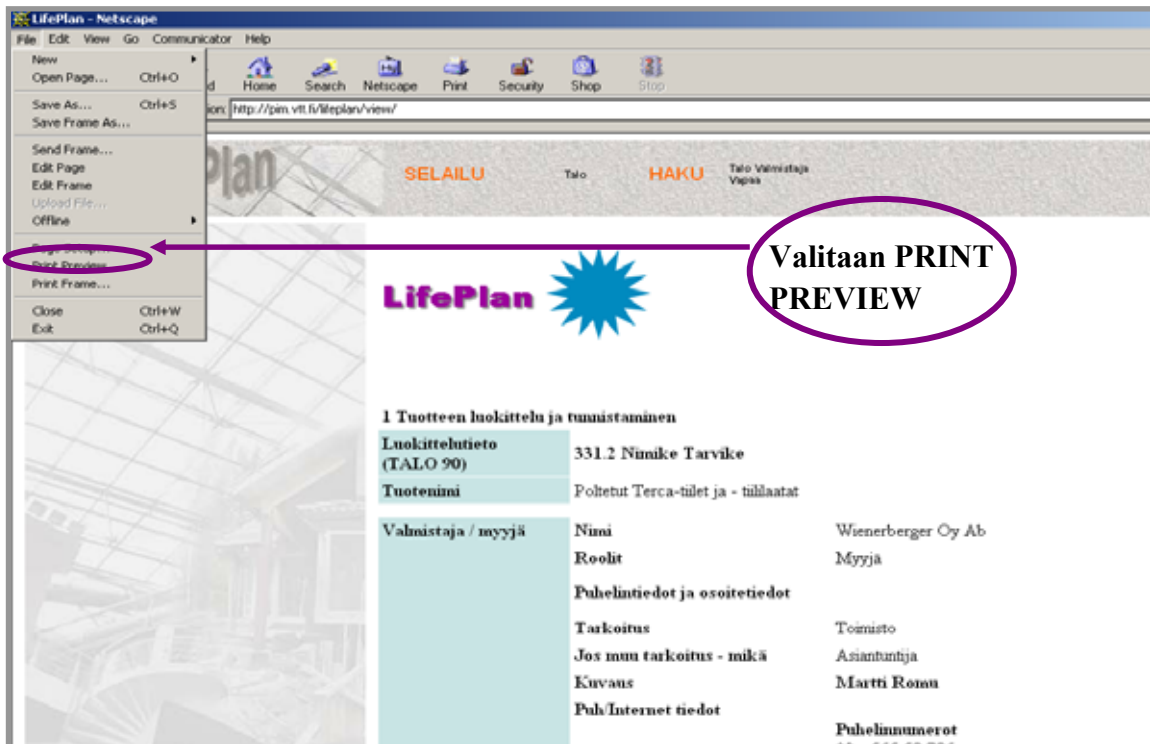 LifePlan - Netscape
File Edit View Go Communicator Help
New
Open Page... Ctrl+O
Save As... Ctrl+S
Save Frame As...
Send Frame...
Edit Page
Edit Frame
Upload File...
Offline
Page Setup...
Print Preview
Print Frame...
Close Ctrl+W
Exit Ctrl+Q
Home Search Netscape Print Security Shop Stop
http://pim.vtt.fi/lifeplan/view/
Plan
SELAILU Talo HAKU Talo Valmistaja
Vapaa
Valitaan PRINT
PREVIEW
LifePlan
1 Tuotteen luokittelu ja tunnistaminen
Luokittelutieto
(TALO 90)
331.2 Nimike Tarvike
Tuotenimi Poltetut Terca-tiilet ja - tiililaatat
Valmistaja / myyjä Nimi Wienerberger Oy Ab
Roolit Myyjä
Puhelintiedot ja osoitetiedot
Tarkoitus Toimisto
Jos muu tarkoitus - mikä Asiantuntija
Kuvaus Martti Romu
Puh/Internet tiedot
Puhelinnumerot